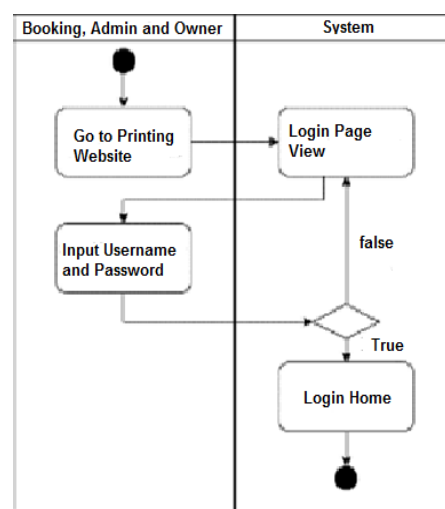 Booking, Admin and Owner
System
Go to Printing
Website
Login Page
View
Input Username
and Password
false
True
Login Home